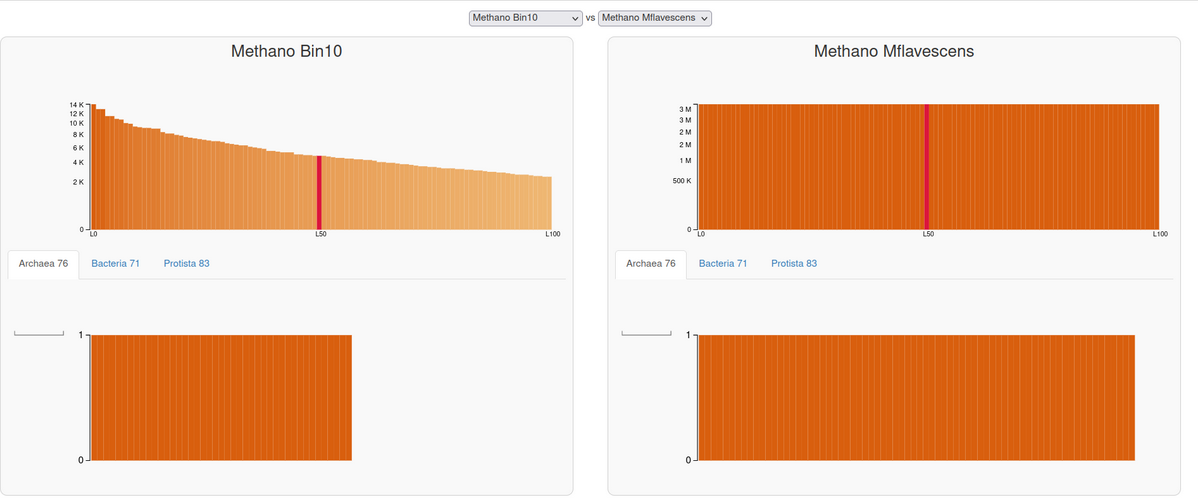 Methano Bin10 vs Methano Mflavescens
Methano Bin10
14 K
12 K
10 K
8 K
6 K
4 K
2 K
0
L0 L50 L100
Archaea 76 Bacteria 71 Protista 83
1
0
Methano Mflavescens
3 M
3 M
2 M
2 M
1 M
500 K
0
L0 L50 L100
Archaea 76 Bacteria 71 Protista 83
1
0